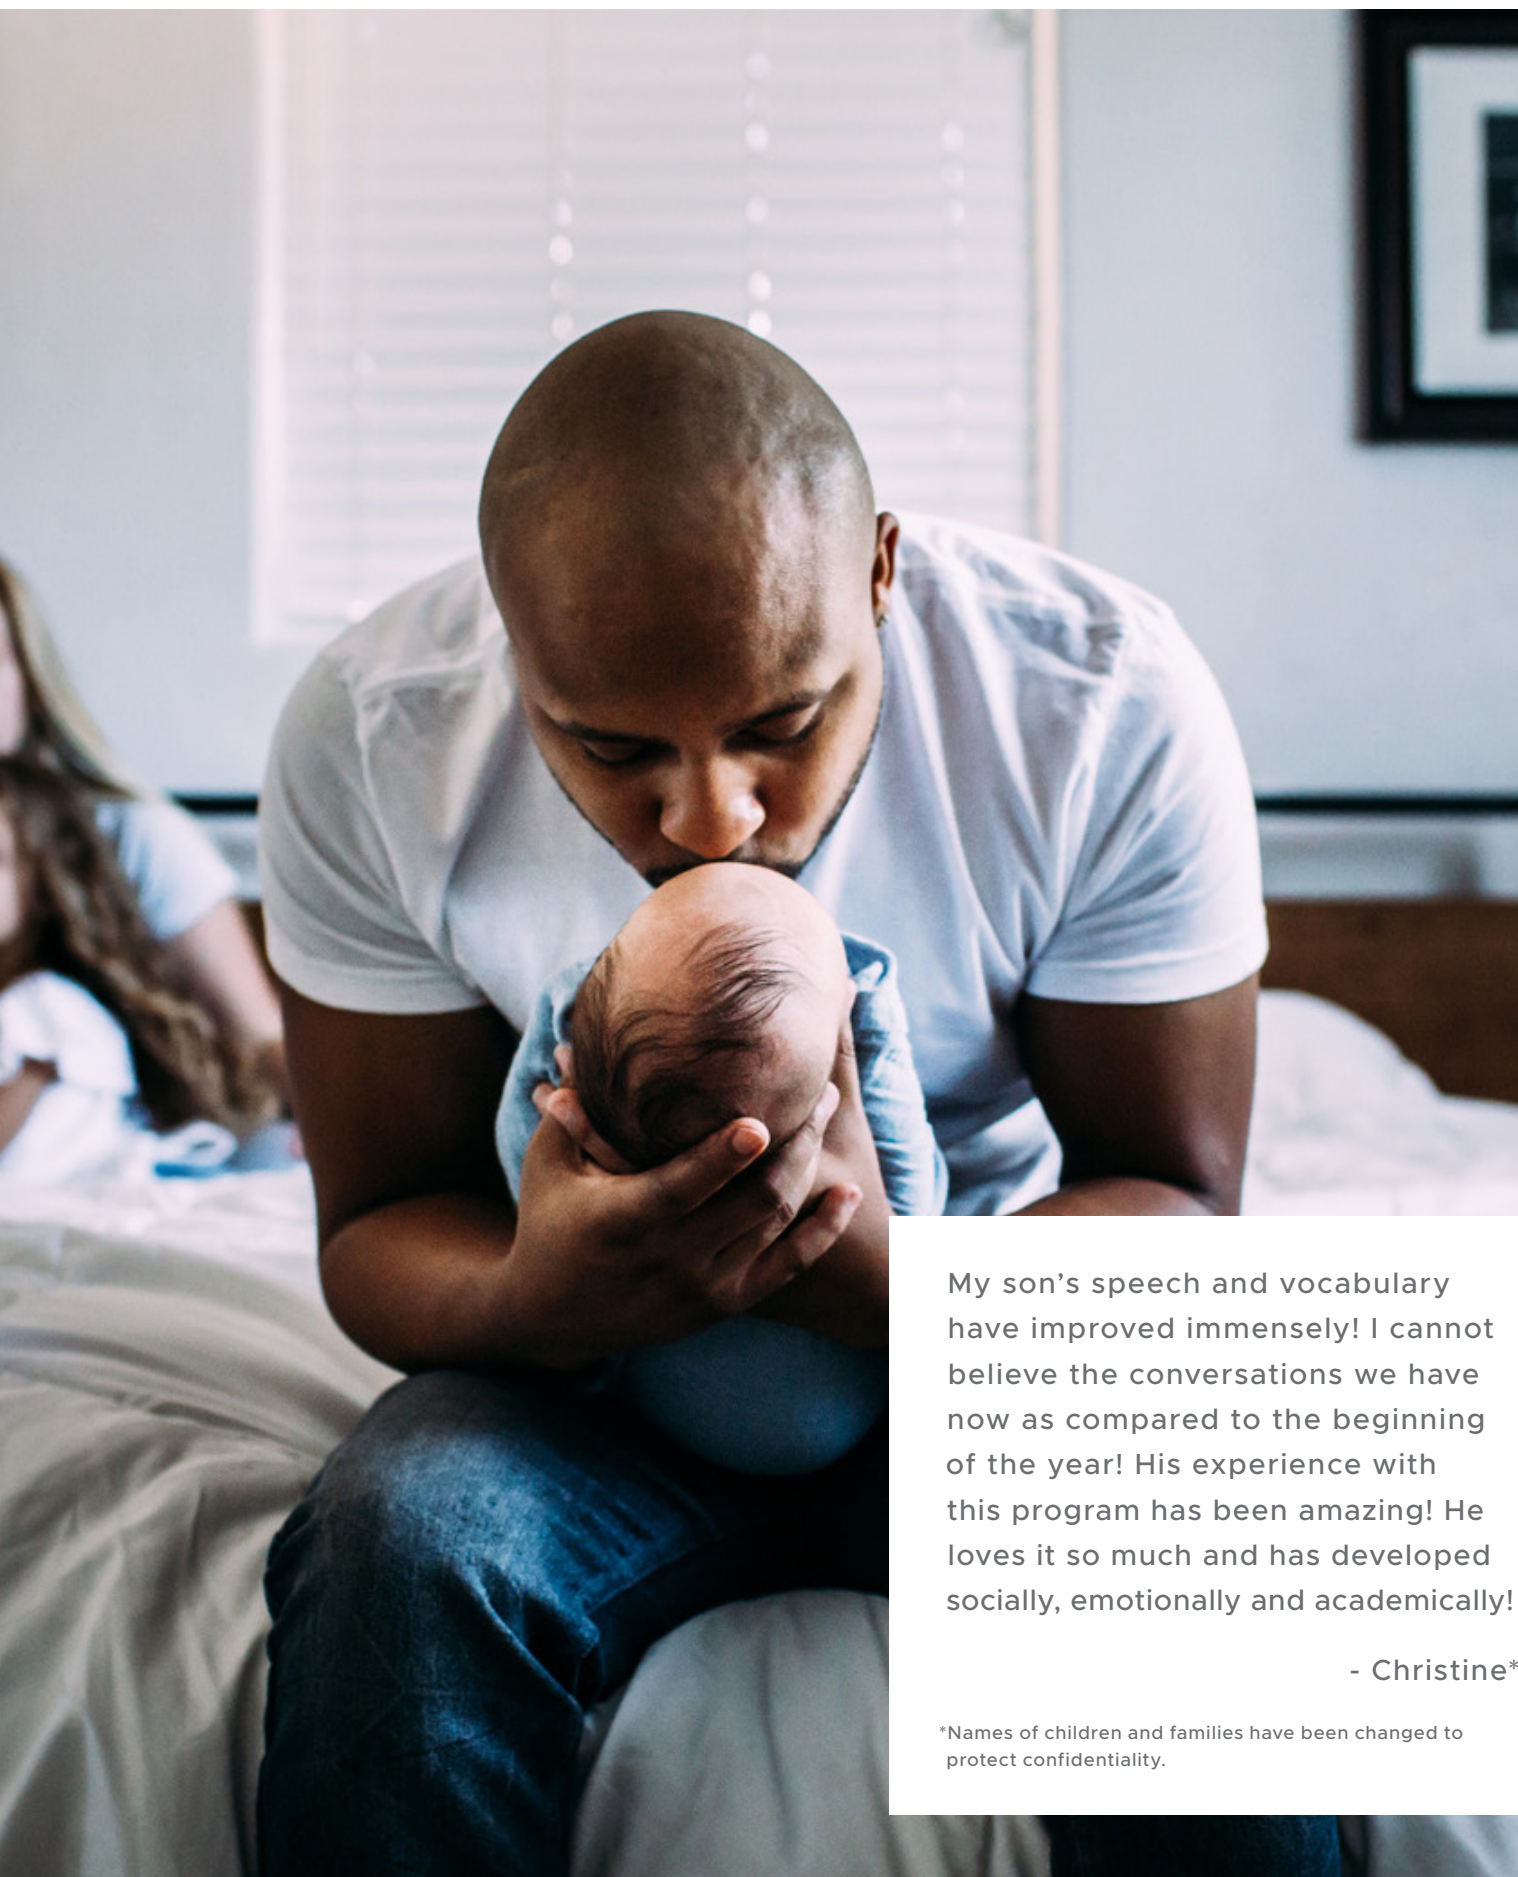 My son’s speech and vocabulary
have improved immensely! I cannot
believe the conversations we have
now as compared to the beginning
of the year! His experience with
this program has been amazing! He
loves it so much and has developed
socially, emotionally and academically!
- Christine*
*Names of children and families have been changed to
protect confidentiality.